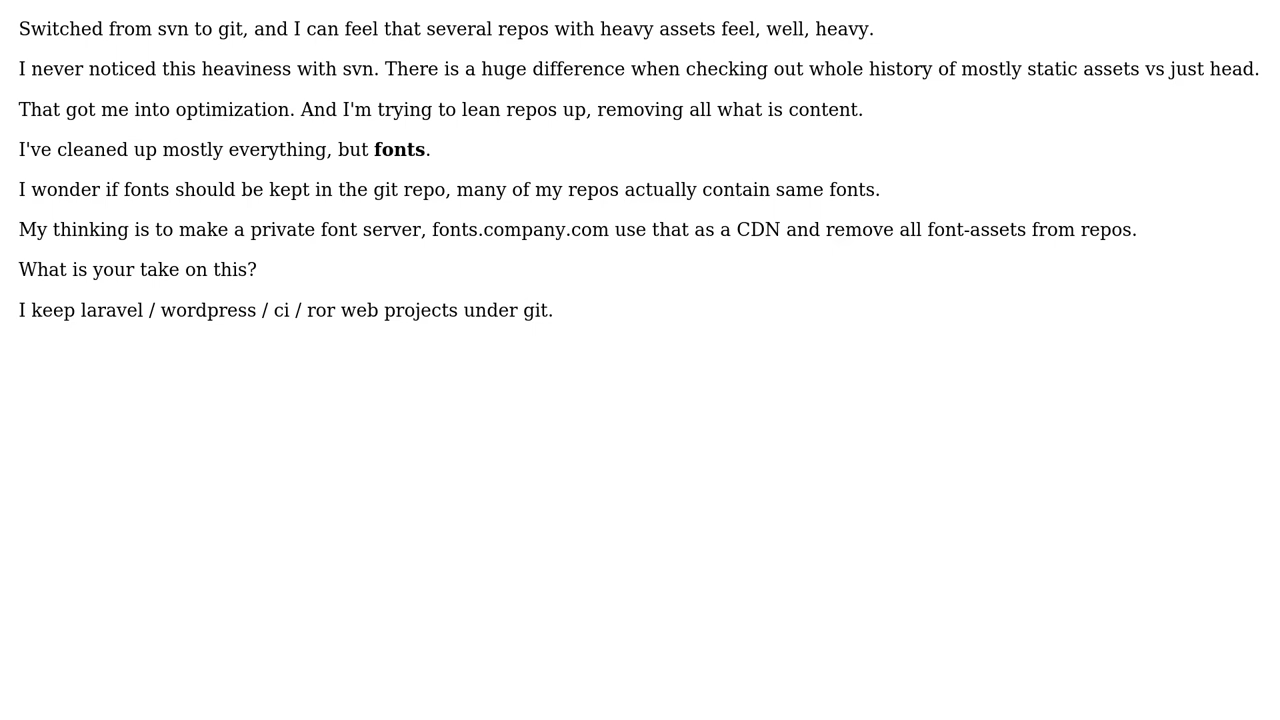 Switched from svn to git, and I can feel that several repos with heavy assets feel, well, heavy.
I never noticed this heaviness with svn. There is a huge difference when checking out whole history of mostly static assets vs just head.
That got me into optimization. And I'm trying to lean repos up, removing all what is content.
I've cleaned up mostly everything, but fonts.
I wonder if fonts should be kept in the git repo, many of my repos actually contain same fonts.
My thinking is to make a private font server, fonts.company.com use that as a CDN and remove all font-assets from repos.
What is your take on this?
I keep laravel / wordpress / ci / ror web projects under git.